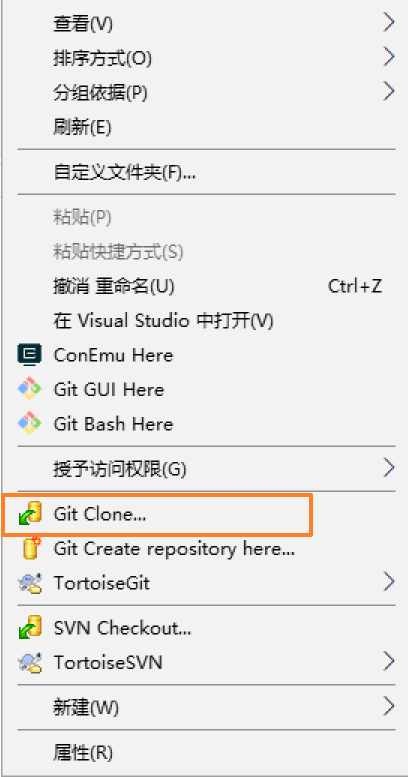 查看(V)
排序方式(O)
分组依据(P)
刷新(E)
自定义文件夹(F)...
粘贴(P)
粘贴快捷方式(S)
撤消 重命名(U) Ctrl+Z
在 Visual Studio 中打开(V)
ConEmu Here
Git GUI Here
Git Bash Here
授予访问权限(G)
Git Clone...
Git Create repository here...
TortoiseGit
SVN Checkout...
TortoiseSVN
新建(W)
属性(R)